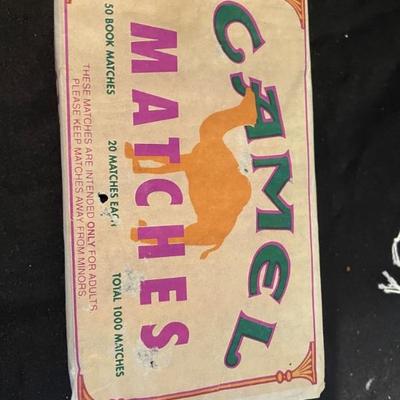 CAMEL
MATCHES
50 BOOK MATCHES 20 MATCHES EACH TOTAL 1000 MATCHES
THESE MATCHES ARE INTENDED ONLY FOR ADULTS
PLEASE KEEP MATCHES AWAY FROM MINORS